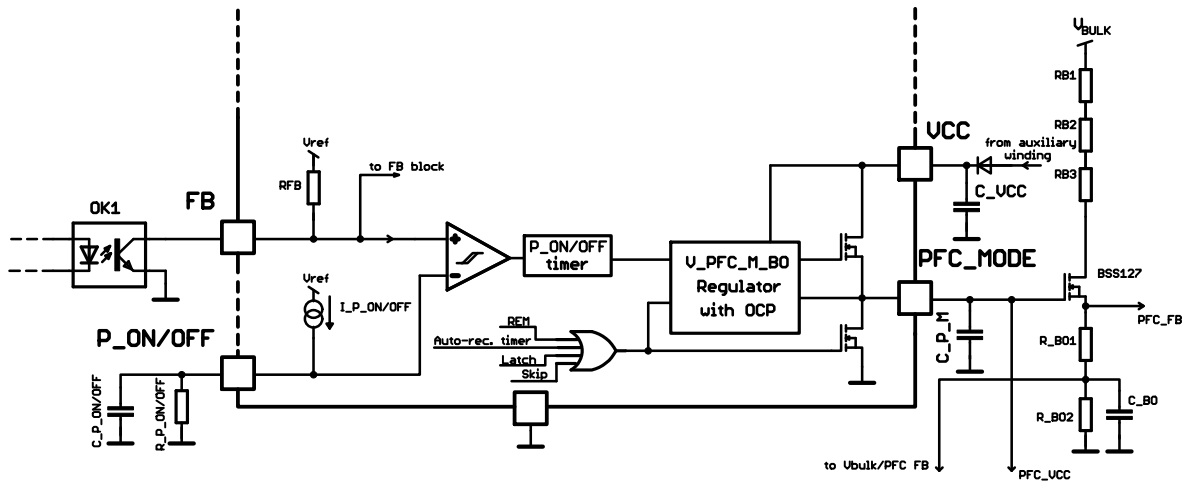 V
BULK
RB1
RB2
RB3
VCC
from auxiliary
winding
C_VCC
Vref
RFB
to FB block
FB
OK1
P_ON/OFF
timer
V_PFC_M_BO
Regulator
with OCP
PFC_MODE
BSS127
PFC_FB
Vref
I_P_ON/OFF
P_ON/OFF
REM
Auto-rec. timer
Latch
Skip
C_P_M
R_BO1
C_P_ON/OFF
R_P_ON/OFF
R_BO2
C_BO
to Vbulk/PFC FB
PFC_VCC